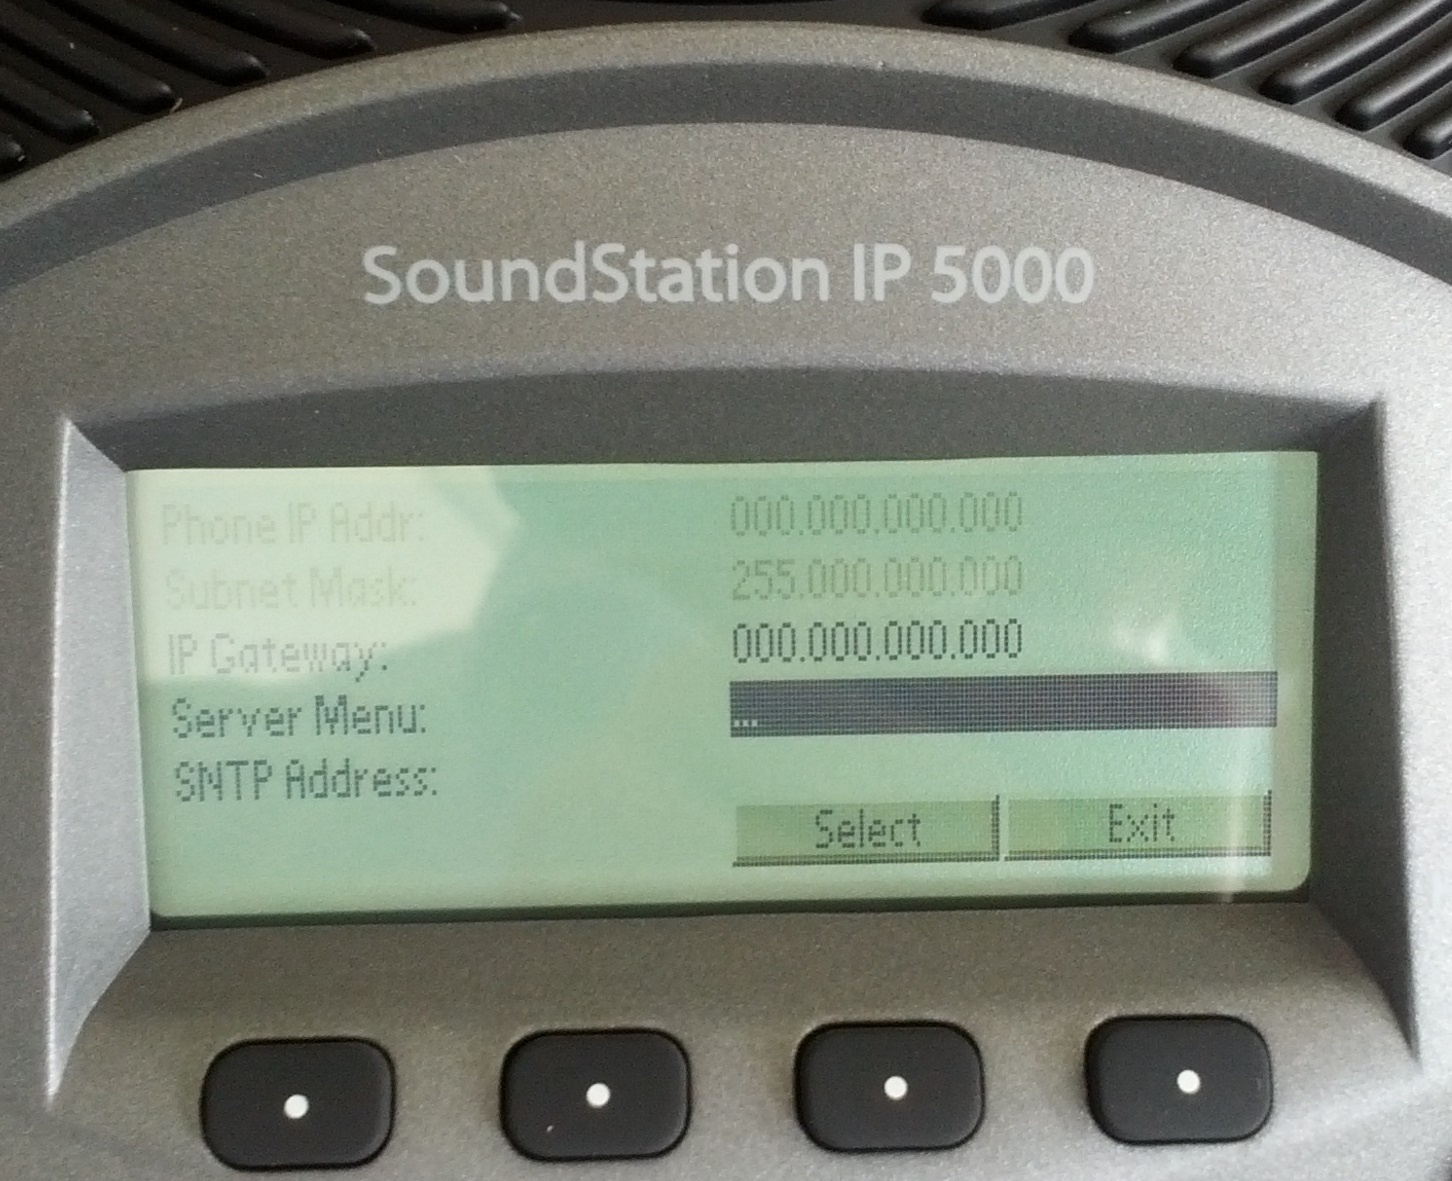 SoundStation IP 5000
Phone IP Addr: 000.000.000.000
Subnet Mask: 255.000.000.000
IP Gateway: 000.000.000.000
Server Menu: ...
SNTP Address:
Select Exit